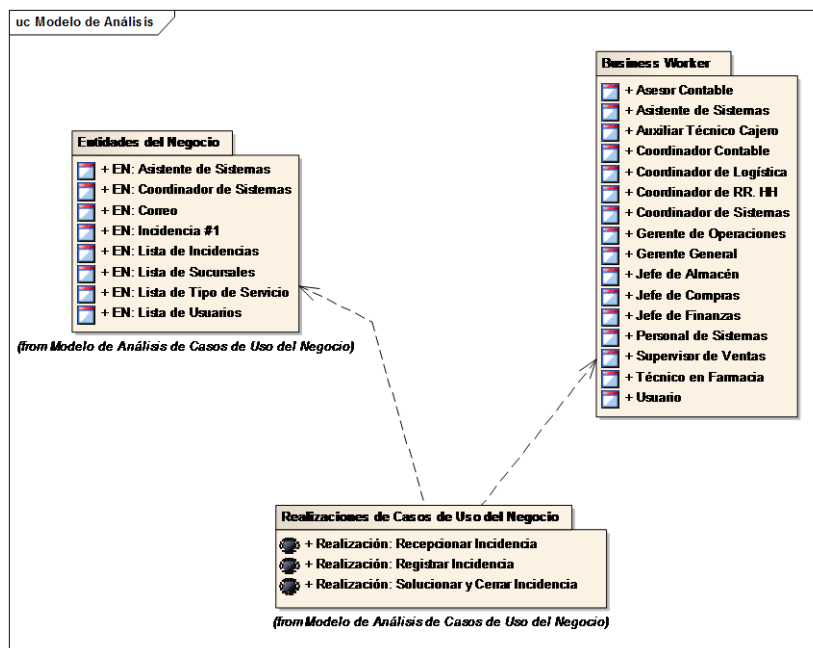 uc Modelo de Análisis
Entidades del Negocio
+ EN: Asistente de Sistemas
+ EN: Coordinador de Sistemas
+ EN: Correo
+ EN: Incidencia #1
+ EN: Lista de Incidencias
+ EN: Lista de Sucursales
+ EN: Lista de Tipo de Servicio
+ EN: Lista de Usuarios
(from Modelo de Análisis de Casos de Uso del Negocio)
Business Worker
+ Asesor Contable
+ Asistente de Sistemas
+ Auxiliar Técnico Cajero
+ Coordinador Contable
+ Coordinador de Logística
+ Coordinador de RR. HH
+ Coordinador de Sistemas
+ Gerente de Operaciones
+ Gerente General
+ Jefe de Almacén
+ Jefe de Compras
+ Jefe de Finanzas
+ Personal de Sistemas
+ Supervisor de Ventas
+ Técnico en Farmacia
+ Usuario
Realizaciones de Casos de Uso del Negocio
+ Realización: Recepcionar Incidencia
+ Realización: Registrar Incidencia
+ Realización: Solucionar y Cerrar Incidencia
(from Modelo de Análisis de Casos de Uso del Negocio)